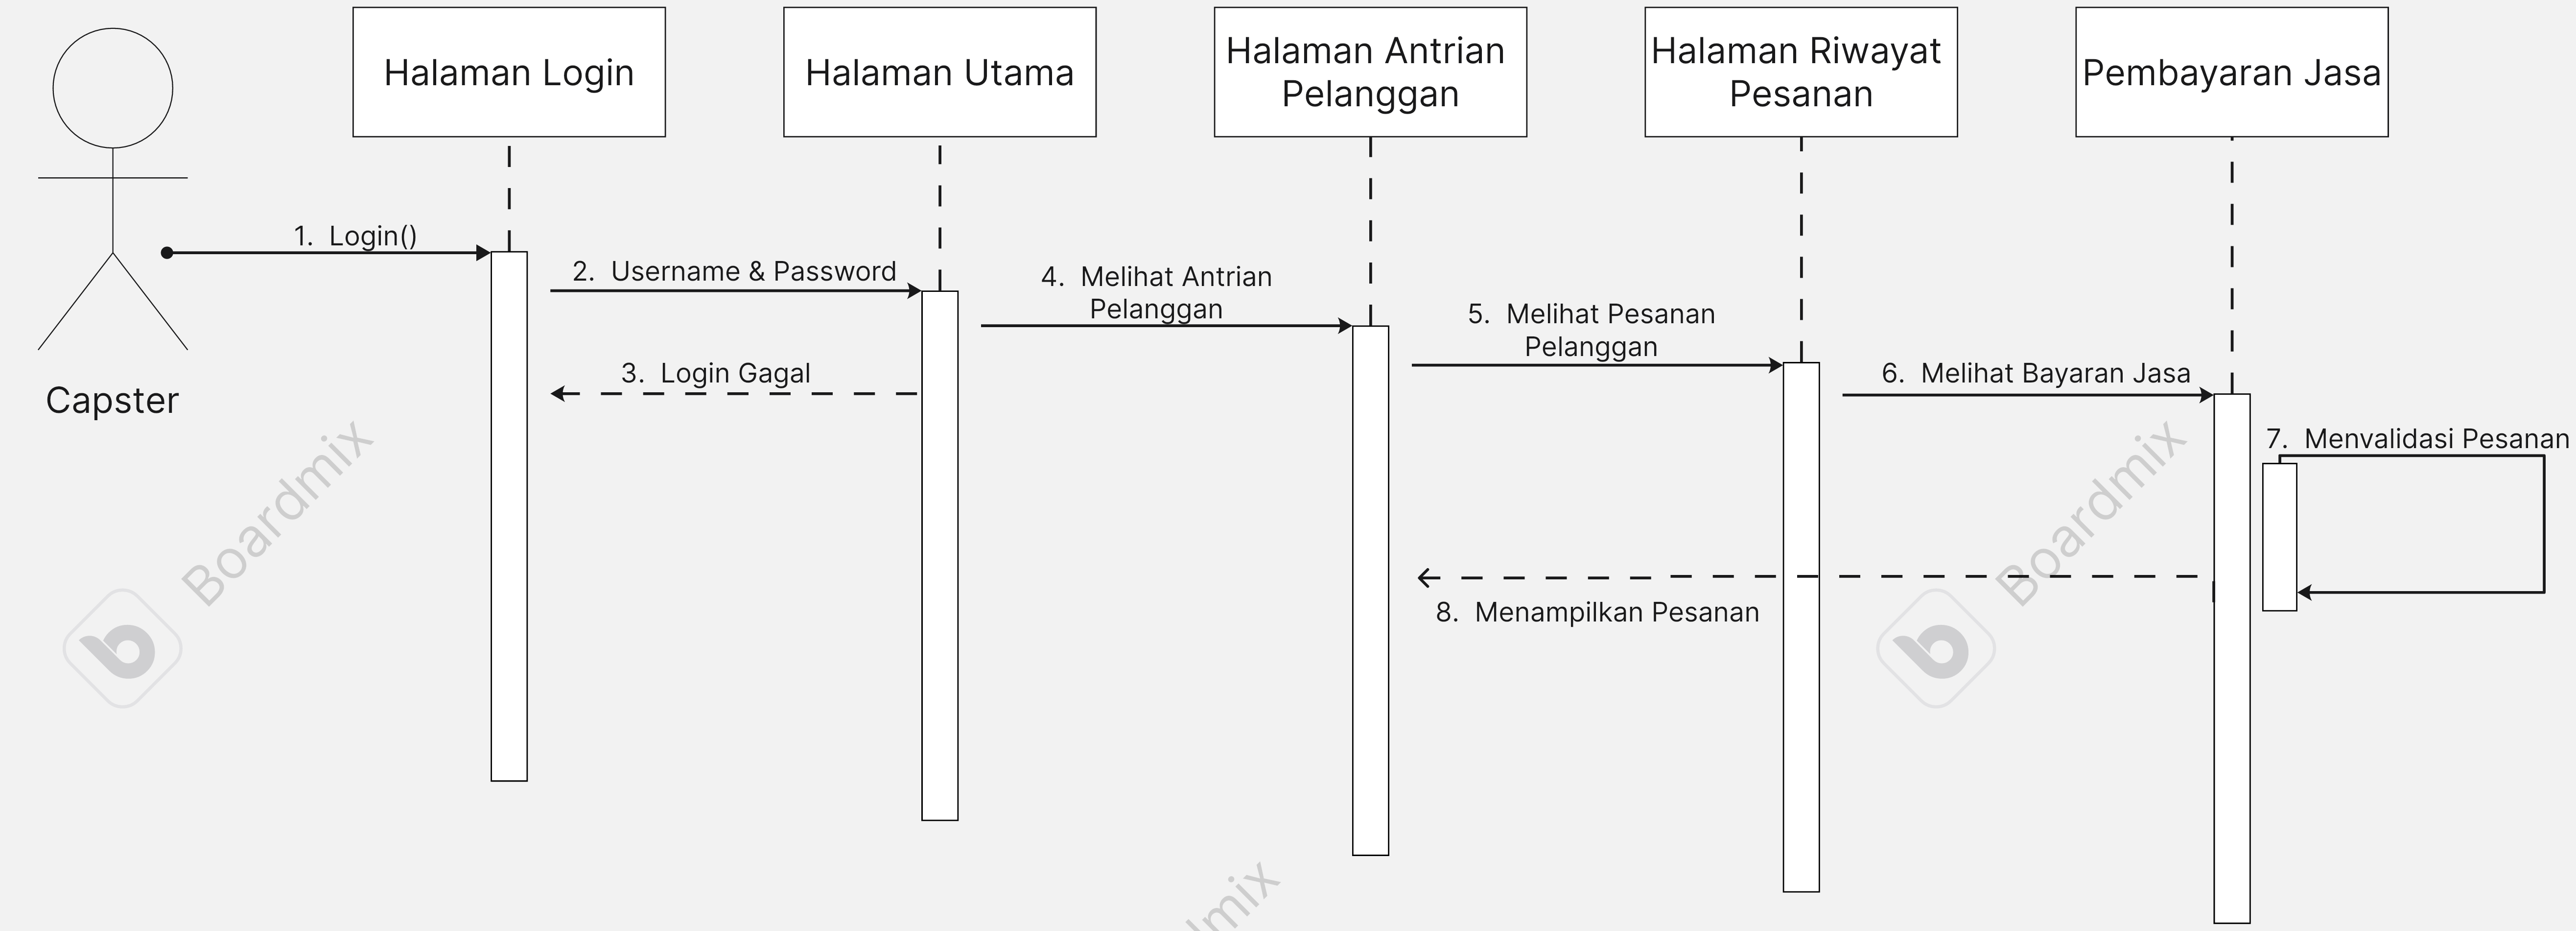 Halaman Login
Halaman Utama
Halaman Antrian
Pelanggan
Halaman Riwayat
Pesanan
Pembayaran Jasa
Capster
1. Login()
2. Username & Password
3. Login Gagal
4. Melihat Antrian
Pelanggan
5. Melihat Pesanan
Pelanggan
6. Melihat Bayaran Jasa
7. Menvalidasi Pesanan
8. Menampilkan Pesanan
Boardmix
Boardmix